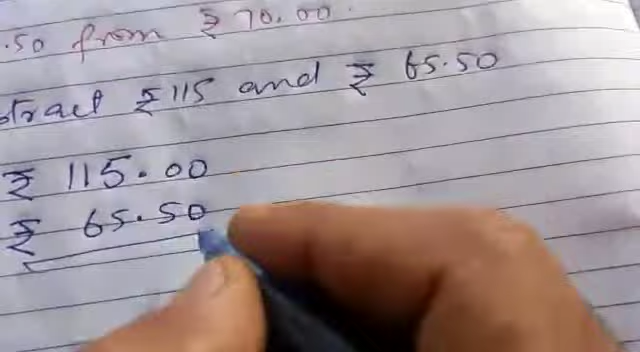 .50 from ₹ 70.00
btract ₹ 115 and ₹ 65.50
₹ 115.00
₹ 65.50